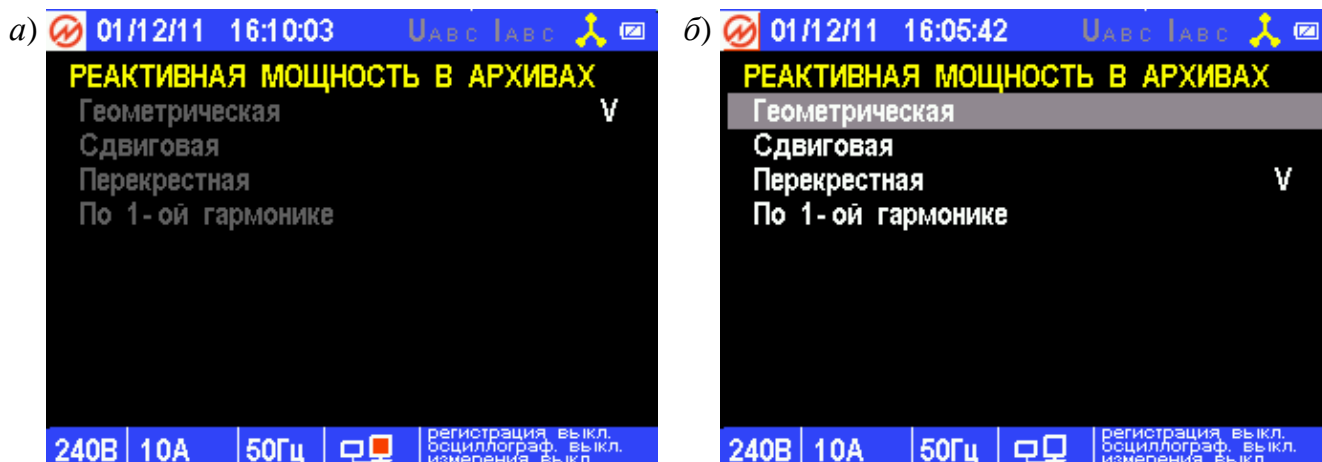 а)
01/12/11 16:10:03 UABC IABC
РЕАКТИВНАЯ МОЩНОСТЬ В АРХИВАХ
Геометрическая V
Сдвиговая
Перекрестная
По 1-ой гармонике
240В 10А 50Гц
регистрация выкл.
осциллограф. выкл.
измерения выкл.
б)
01/12/11 16:05:42 UABC IABC
РЕАКТИВНАЯ МОЩНОСТЬ В АРХИВАХ
Геометрическая
Сдвиговая
Перекрестная V
По 1-ой гармонике
240В 10А 50Гц
регистрация выкл.
осциллограф. выкл.
измерения выкл.